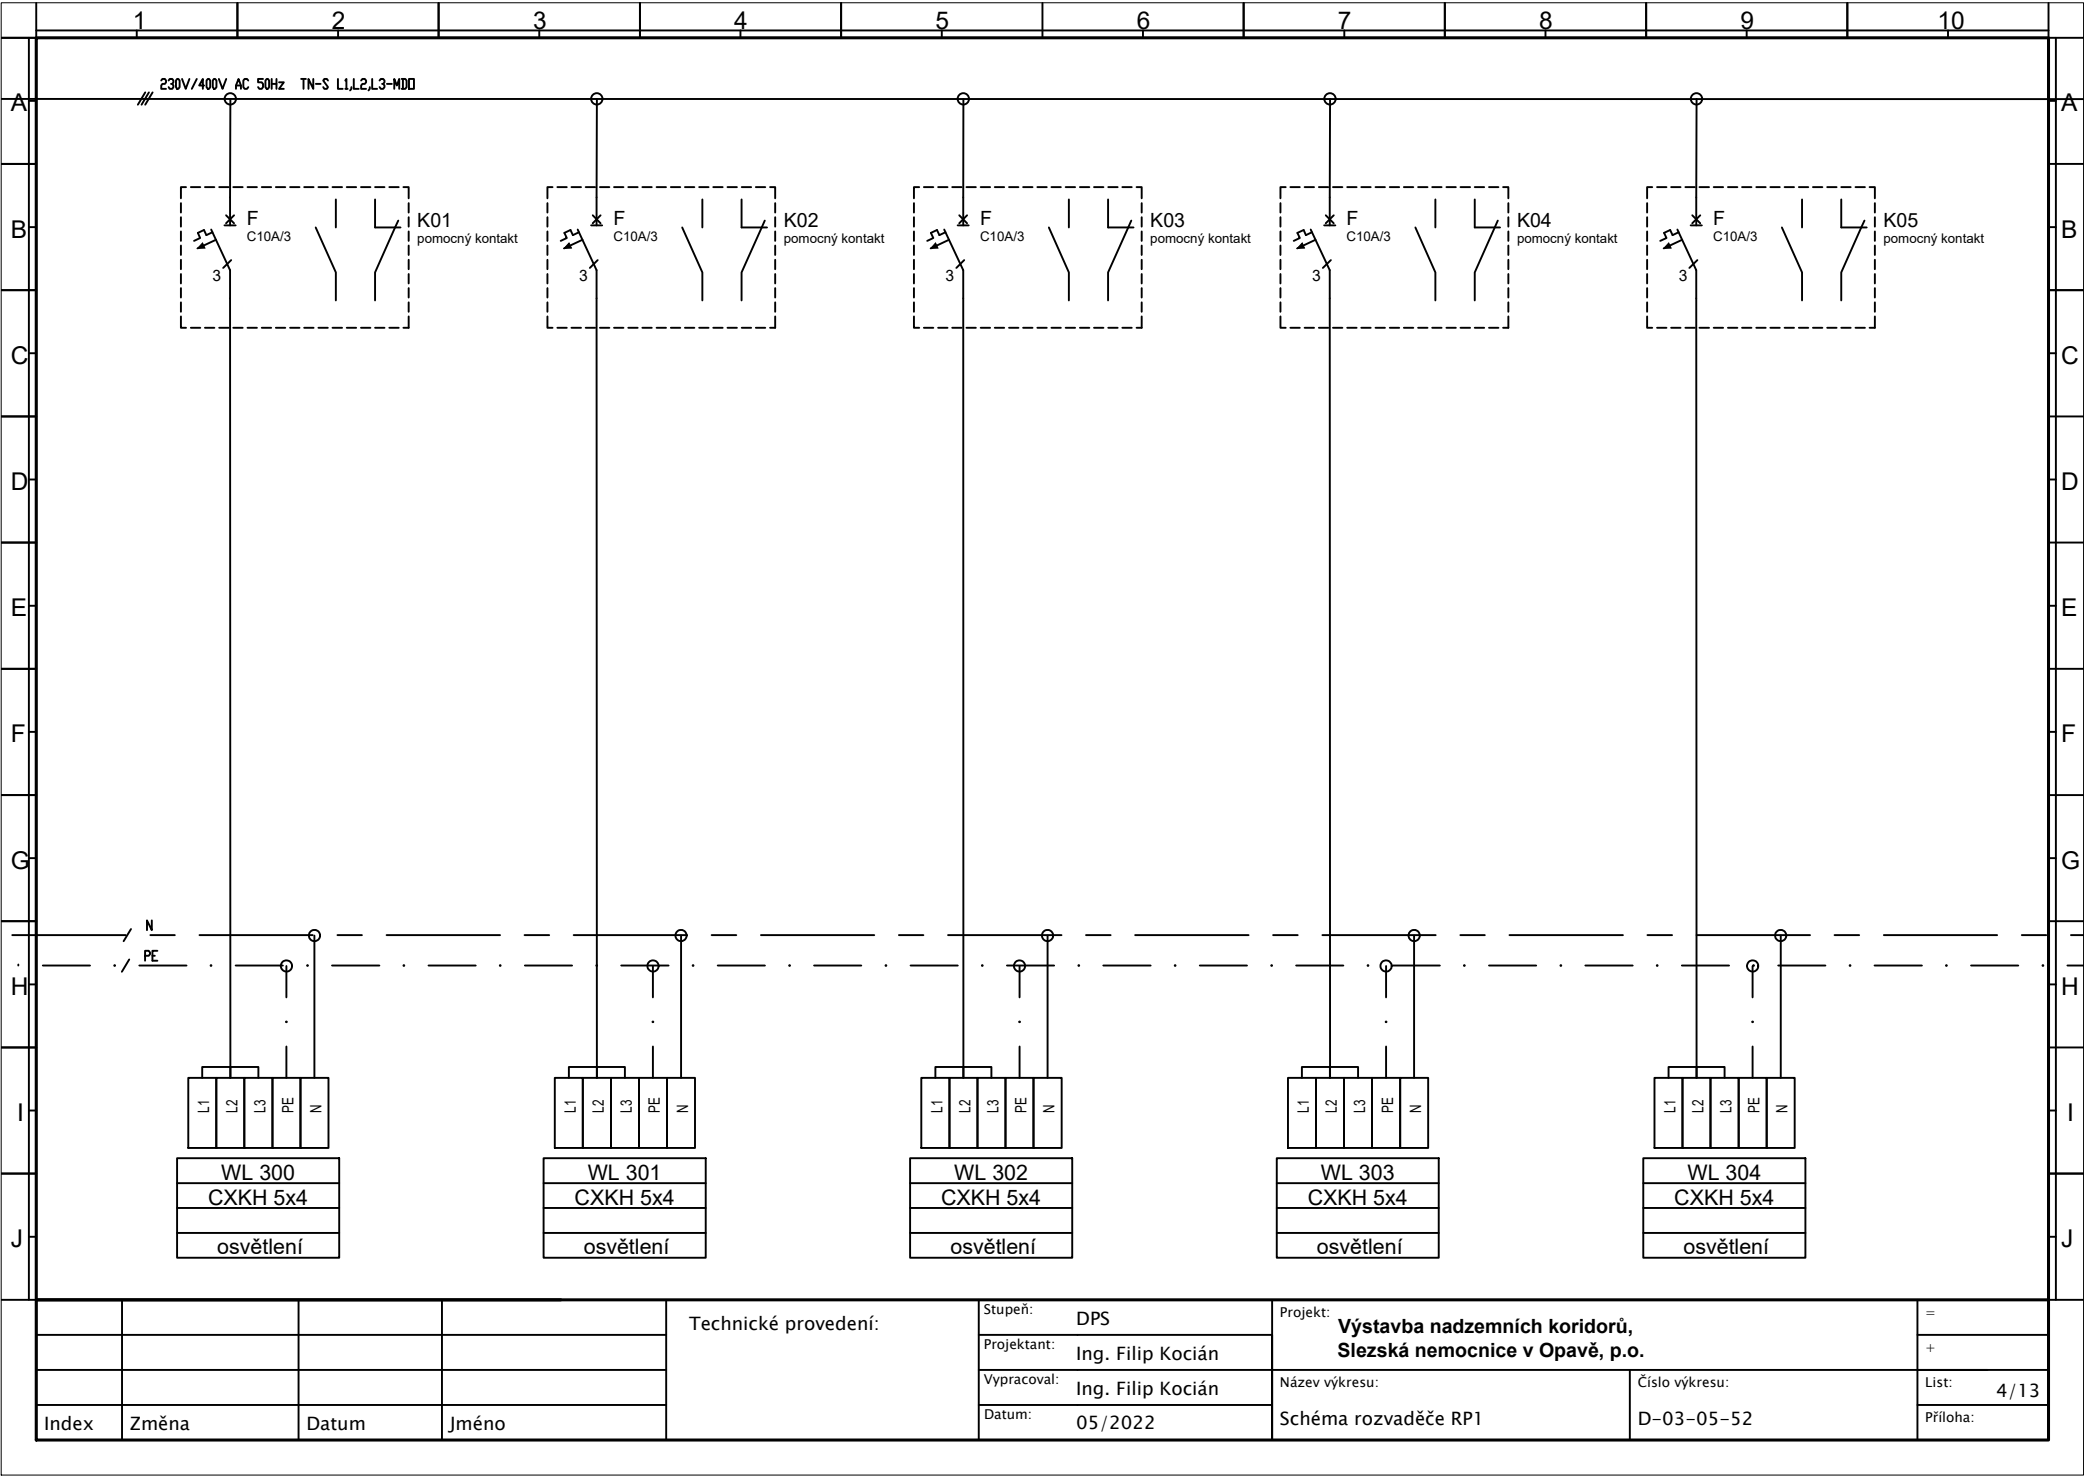 1 2 3 4 5 6 7 8 9 10
230V/400V AC 50Hz TN-S L1,L2,L3-MDO
A A
B B
F
C10A/3
3
K01
pomocný kontakt
F
C10A/3
3
K02
pomocný kontakt
F
C10A/3
3
K03
pomocný kontakt
F
C10A/3
3
K04
pomocný kontakt
F
C10A/3
3
K05
pomocný kontakt
C C
D D
E E
F F
G G
N
PE
H H
L1 L2 L3 PE N
L1 L2 L3 PE N
L1 L2 L3 PE N
L1 L2 L3 PE N
L1 L2 L3 PE N
I I
WL 300
CXKH 5x4
osvětlení
WL 301
CXKH 5x4
osvětlení
WL 302
CXKH 5x4
osvětlení
WL 303
CXKH 5x4
osvětlení
WL 304
CXKH 5x4
osvětlení
J J
Index Změna Datum Jméno
Technické provedení:
Stupeň: DPS
Projektant: Ing. Filip Kocián
Vypracoval: Ing. Filip Kocián
Datum: 05/2022
Projekt: Výstavba nadzemních koridorů,
Slezská nemocnice v Opavě, p.o.
Název výkresu:
Schéma rozvaděče RP1
Číslo výkresu:
D-03-05-52
=
+
List: 4/13
Příloha: